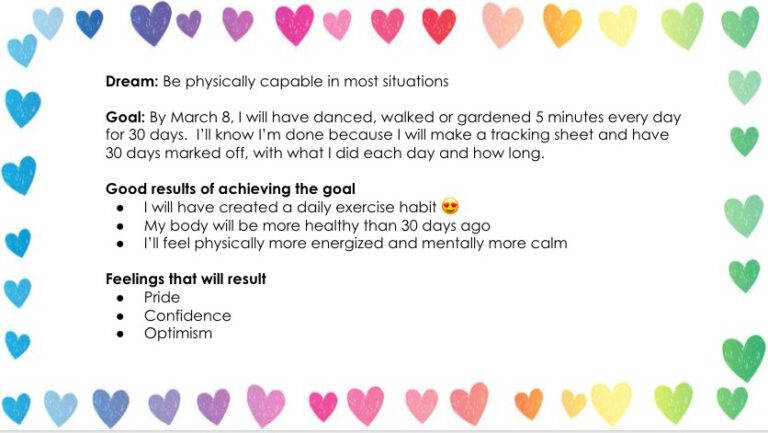 Dream: Be physically capable in most situations
Goal: By March 8, I will have danced, walked or gardened 5 minutes every day
for 30 days.  I'll know I'm done because I will make a tracking sheet and have
30 days marked off, with what I did each day and how long.
Good results of achieving the goal
● I will have created a daily exercise habit 😍
● My body will be more healthy than 30 days ago
● I'll feel physically more energized and mentally more calm
Feelings that will result
● Pride
● Confidence
● Optimism